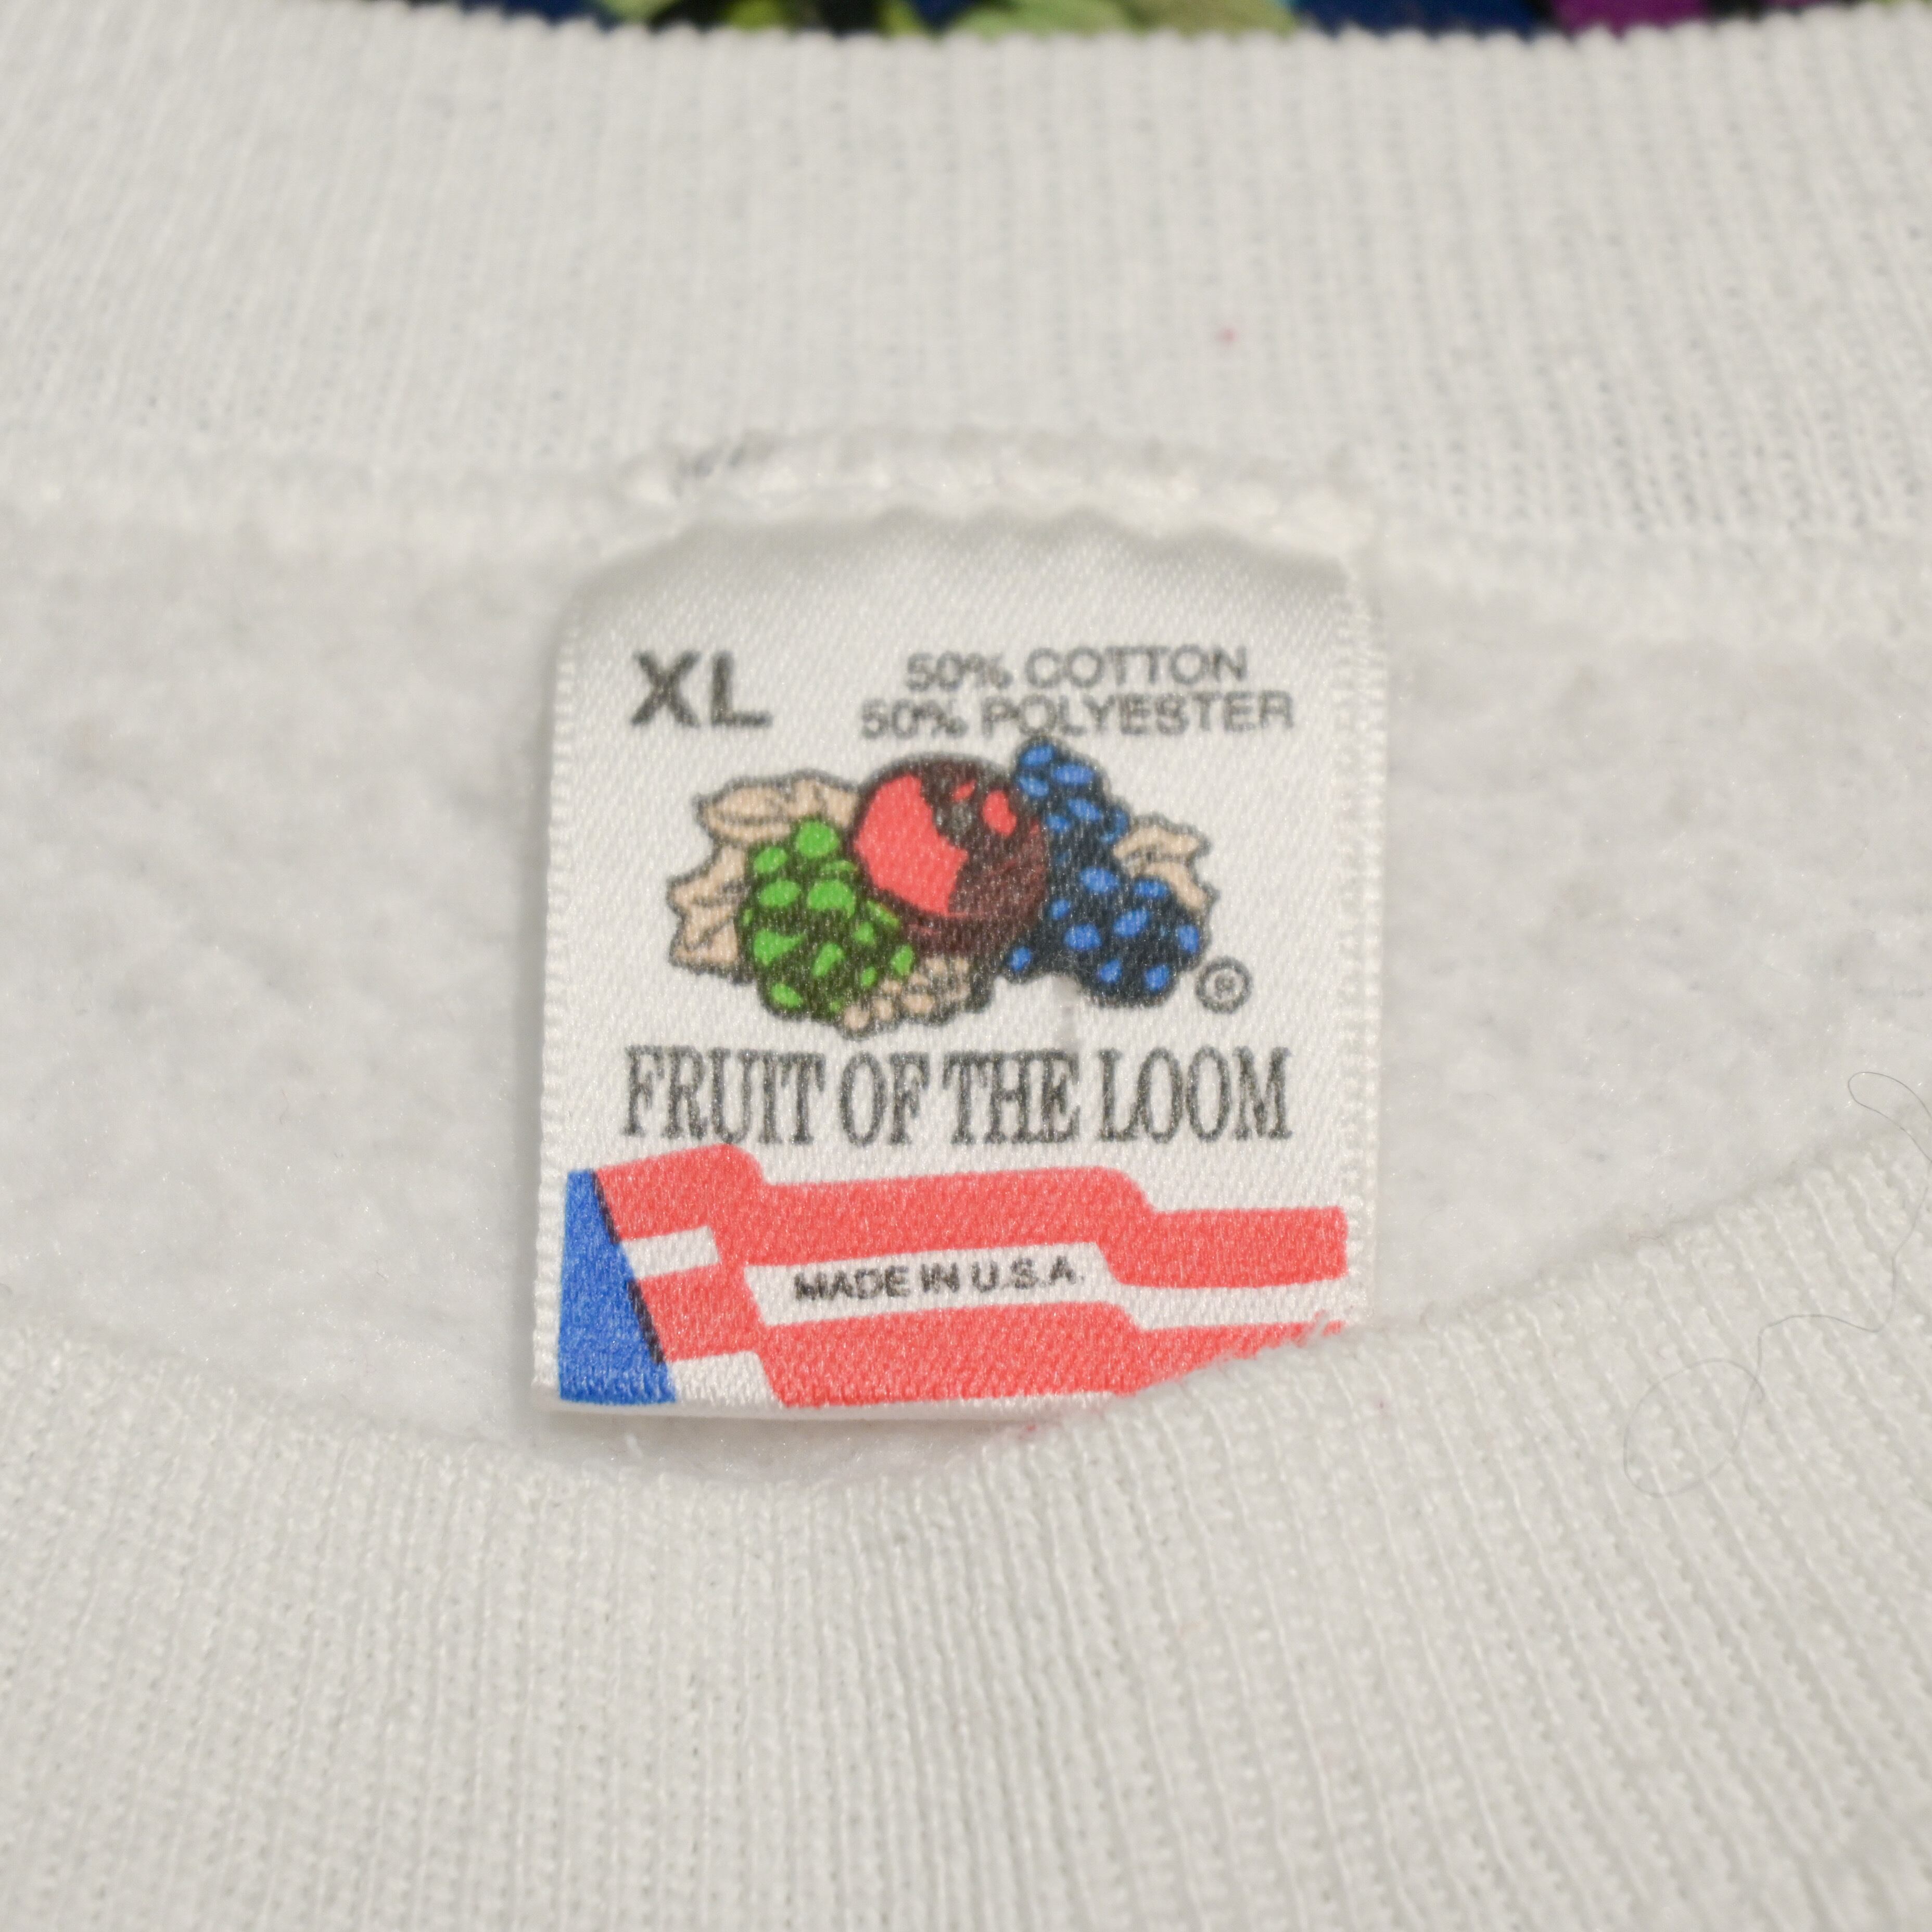 XL
50% COTTON
50% POLYESTER
®
FRUIT OF THE LOOM
MADE IN U.S.A.